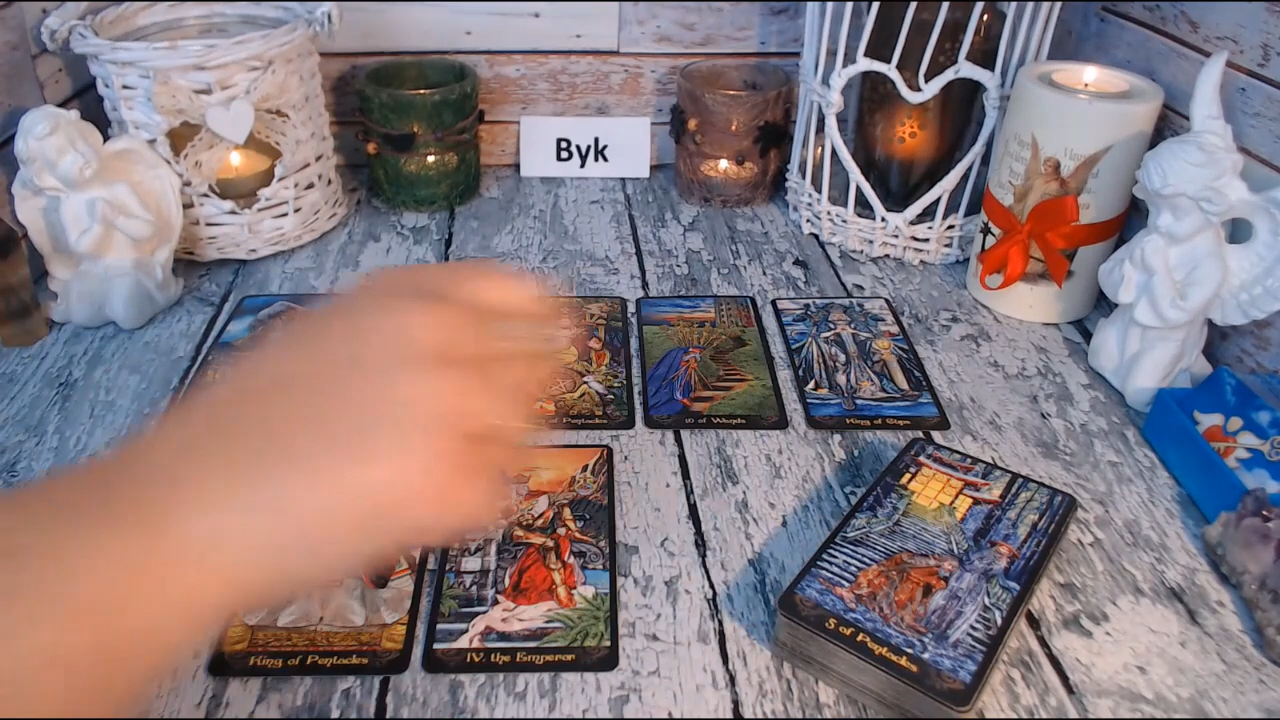 Byk
of Pentacles
10 of Wands
King of Cups
King of Pentacles
IV. the Emperor
5 of Pentacles